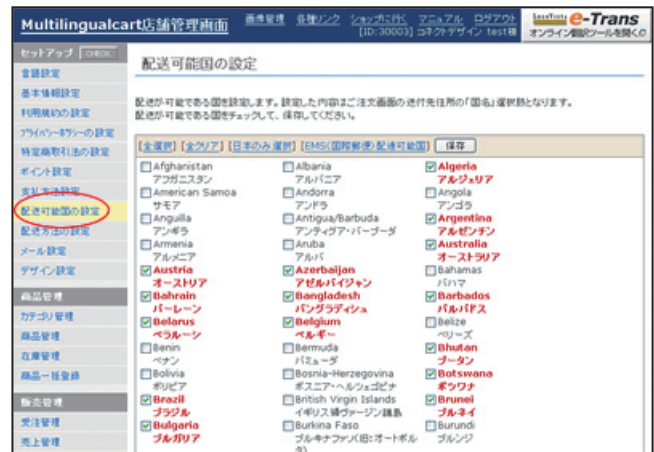 Multilingualcart店舗管理画面
画像管理 各種リンク ショップに行く マニュアル ログアウト
[ID:30003] コネクトデザイン test様
e-Trans
オンライン翻訳ツールを開く
セットアップ CHECK!
言語設定
基本情報設定
利用規約の設定
プライバシーポリシーの設定
特定商取引法の設定
ポイント設定
支払方法設定
配送可能国の設定
配送方法の設定
メール設定
デザイン設定
商品管理
カテゴリ管理
商品管理
在庫管理
商品一括登録
販売管理
受注管理
売上管理
配送可能国の設定
配送が可能である国を設定します。設定した内容はご注文画面の送付先住所の「国名」選択肢となります。
配送が可能である国をチェックして、保存してください。
[全選択] [全クリア] [日本のみ選択] [EMS(国際郵便)配達可能国] 保存
Afghanistan Albania Algeria
アフガニスタン アルバニア アルジェリア
American Samoa Andorra Angola
サモア アンドラ アンゴラ
Anguilla Antigua/Barbuda Argentina
アンギラ アンティグア・バーブーダ アルゼンチン
Armenia Aruba Australia
アルメニア アルバ オーストラリア
Austria Azerbaijan Bahamas
オーストリア アゼルバイジャン バハマ
Bahrain Bangladesh Barbados
バーレーン バングラディシュ バルバドス
Belarus Belgium Belize
ベラルーシ ベルギー ベリーズ
Benin Bermuda Bhutan
ベナン バミューダ ブータン
Bolivia Bosnia-Herzegovina Botswana
ボリビア ボスニア・ヘルツェゴビナ ボツワナ
Brazil British Virgin Islands Brunei
ブラジル イギリス領ヴァージン諸島 ブルネイ
Bulgaria Burkina Faso Burundi
ブルガリア ブルキナファソ(旧:オートボル ブルンジ
タ)